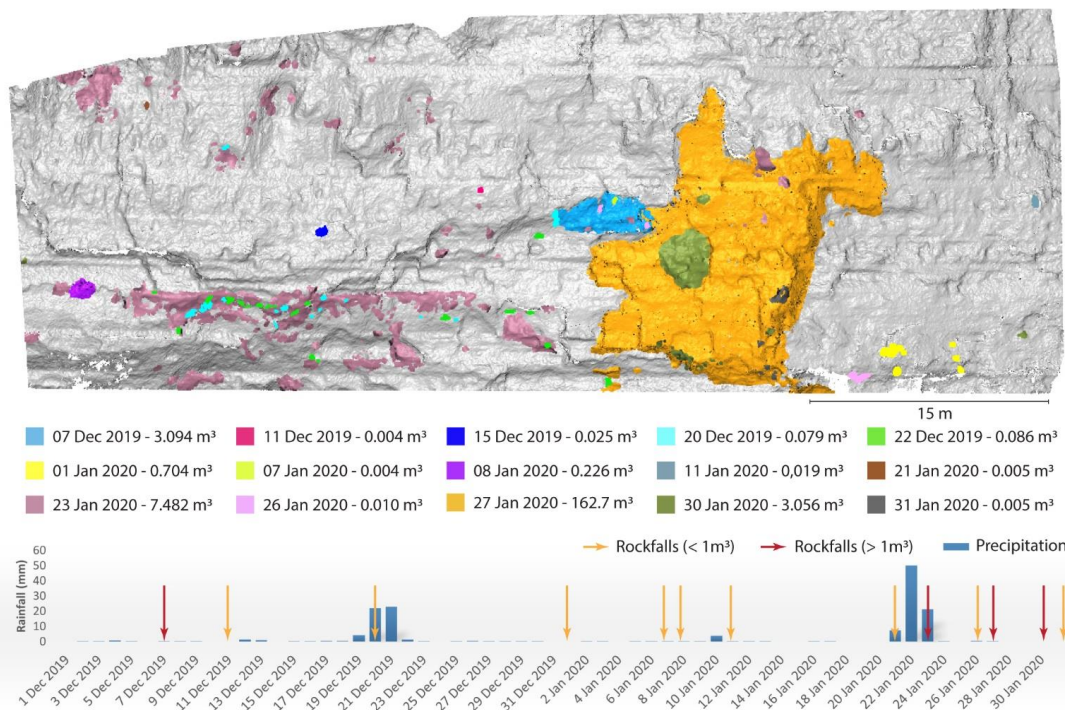 15 m
07 Dec 2019 - 3.094 m³ 11 Dec 2019 - 0.004 m³ 15 Dec 2019 - 0.025 m³ 20 Dec 2019 - 0.079 m³ 22 Dec 2019 - 0.086 m³
01 Jan 2020 - 0.704 m³ 07 Jan 2020 - 0.004 m³ 08 Jan 2020 - 0.226 m³ 11 Jan 2020 - 0,019 m³ 21 Jan 2020 - 0.005 m³
23 Jan 2020 - 7.482 m³ 26 Jan 2020 - 0.010 m³ 27 Jan 2020 - 162.7 m³ 30 Jan 2020 - 3.056 m³ 31 Jan 2020 - 0.005 m³
Rockfalls (< 1m³) Rockfalls (> 1m³) Precipitation
Rainfall (mm)
60
50
40
30
20
10
0
1 Dec 2019
3 Dec 2019
5 Dec 2019
7 Dec 2019
9 Dec 2019
11 Dec 2019
13 Dec 2019
15 Dec 2019
17 Dec 2019
19 Dec 2019
21 Dec 2019
23 Dec 2019
25 Dec 2019
27 Dec 2019
29 Dec 2019
31 Dec 2019
2 Jan 2020
4 Jan 2020
6 Jan 2020
8 Jan 2020
10 Jan 2020
12 Jan 2020
14 Jan 2020
16 Jan 2020
18 Jan 2020
20 Jan 2020
22 Jan 2020
24 Jan 2020
26 Jan 2020
28 Jan 2020
30 Jan 2020